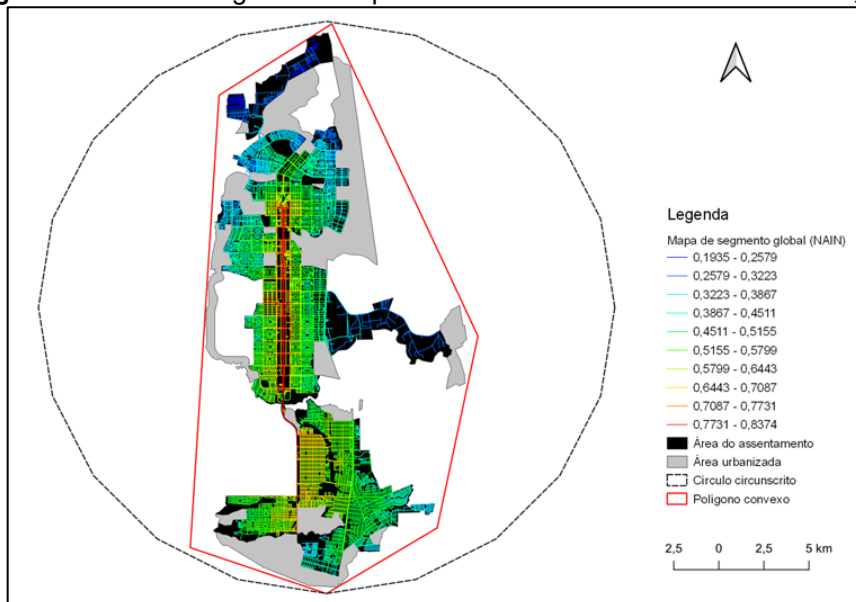 Legenda
Mapa de segmento global (NAIN)
0,1935 - 0,2579
0,2579 - 0,3223
0,3223 - 0,3867
0,3867 - 0,4511
0,4511 - 0,5155
0,5155 - 0,5799
0,5799 - 0,6443
0,6443 - 0,7087
0,7087 - 0,7731
0,7731 - 0,8374
Área do assentamento
Área urbanizada
Circulo circunscrito
Poligono convexo
2,5 0 2,5 5 km